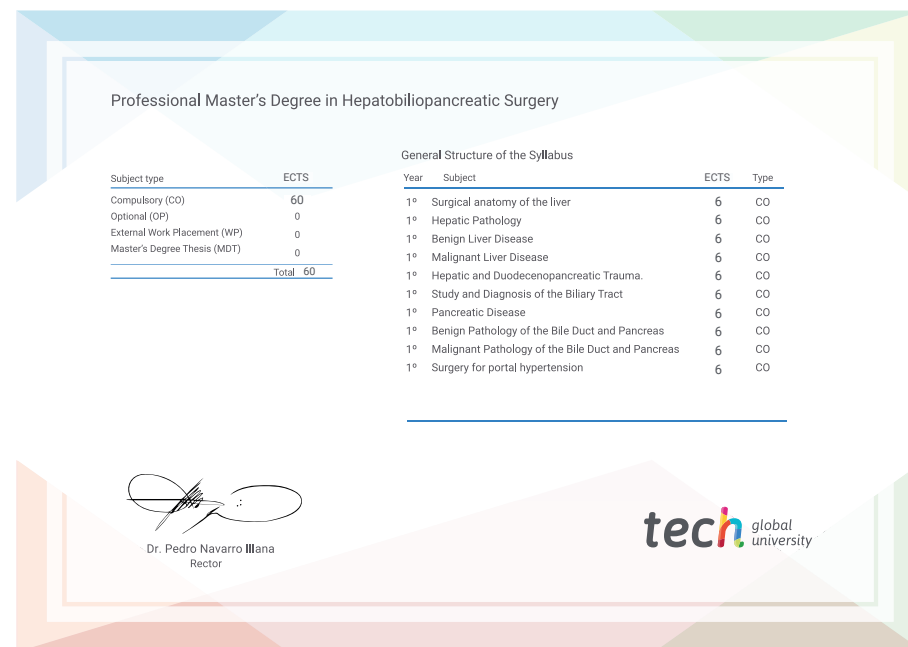 Professional Master's Degree in Hepatobiliopancreatic Surgery
General Structure of the Syllabus
Subject type ECTS
Compulsory (CO) 60
Optional (OP) 0
External Work Placement (WP) 0
Master's Degree Thesis (MDT) 0
Total 60
Year Subject ECTS Type
1º Surgical anatomy of the liver 6 CO
1º Hepatic Pathology 6 CO
1º Benign Liver Disease 6 CO
1º Malignant Liver Disease 6 CO
1º Hepatic and Duodecenopancreatic Trauma. 6 CO
1º Study and Diagnosis of the Biliary Tract 6 CO
1º Pancreatic Disease 6 CO
1º Benign Pathology of the Bile Duct and Pancreas 6 CO
1º Malignant Pathology of the Bile Duct and Pancreas 6 CO
1º Surgery for portal hypertension 6 CO
Dr. Pedro Navarro Illana
Rector
tech global
university